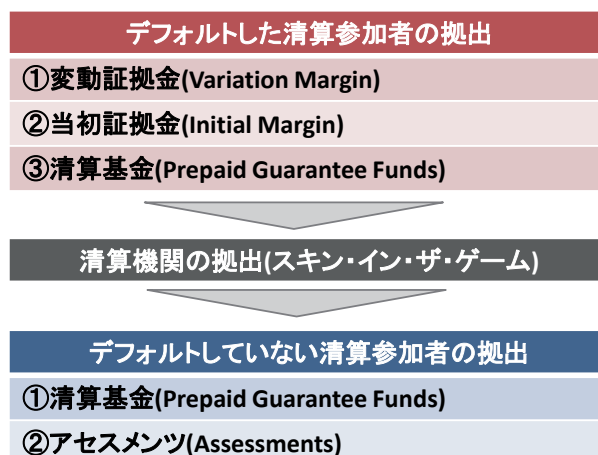 デフォルトした清算参加者の拠出
①変動証拠金(Variation Margin)
②当初証拠金(Initial Margin)
③清算基金(Prepaid Guarantee Funds)
清算機関の拠出(スキン・イン・ザ・ゲーム)
デフォルトしていない清算参加者の拠出
①清算基金(Prepaid Guarantee Funds)
②アセスメンツ(Assessments)